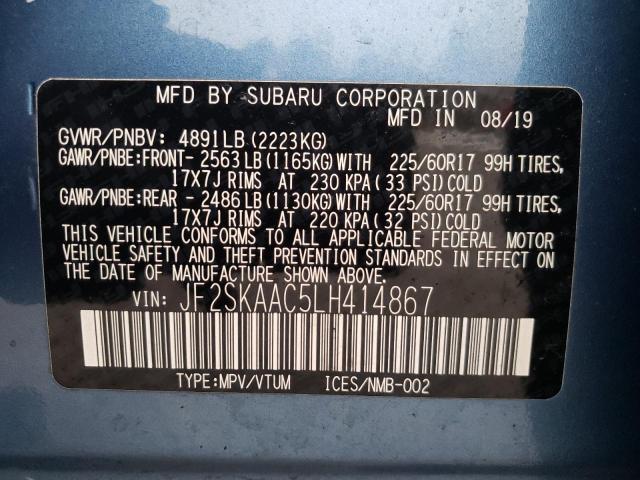 MFD BY SUBARU CORPORATION
MFD IN 08/19
GVWR/PNBV: 4891LB(2223KG)
GAWR/PNBE:FRONT- 2563LB(1165KG)WITH 225/60R17 99H TIRES,
17X7J RIMS AT 230 KPA(33 PSI)COLD
GAWR/PNBE:REAR - 2486LB(1130KG)WITH 225/60R17 99H TIRES,
17X7J RIMS AT 220 KPA(32 PSI)COLD
THIS VEHICLE CONFORMS TO ALL APPLICABLE FEDERAL MOTOR
VEHICLE SAFETY AND THEFT PREVENTION STANDARDS IN EFFECT ON
THE DATE OF MANUFACTURE SHOWN ABOVE.
VIN: JF2SKAAC5LH414867
TYPE:MPV/VTUM ICES/NMB-002